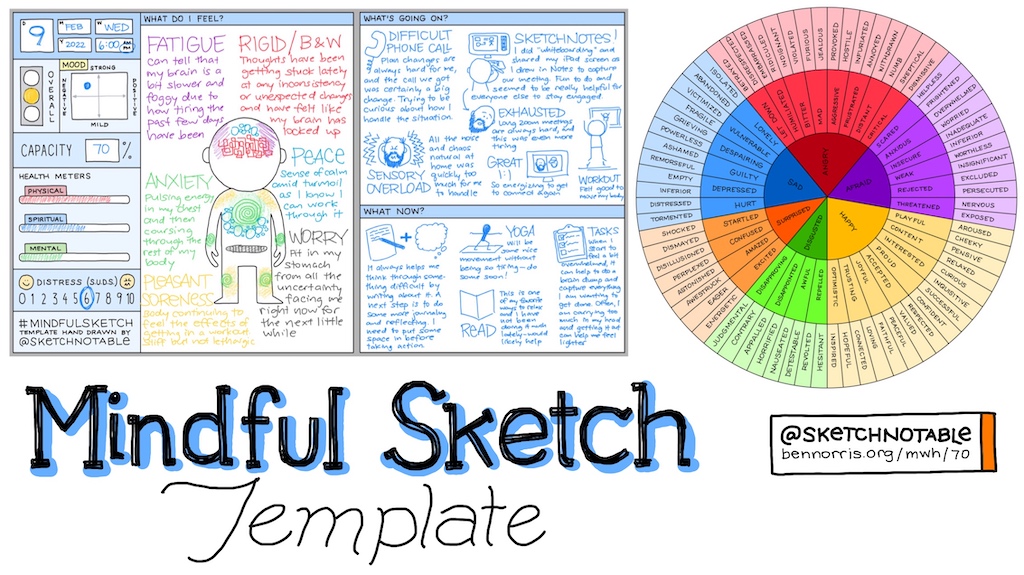 D
9
M
FEB
W
WED
Y
2022
T
6:00 AM PM
OVERALL
MOOD
STRONG
NEGATIVE
POSITIVE
MILD
CAPACITY
70
%
HEALTH METERS
PHYSICAL
SPIRITUAL
MENTAL
DISTRESS (S.U.D.S.)
0 1 2 3 4 5 6 7 8 9 10
#MINDFULSKETCH
TEMPLATE HAND DRAWN BY
@SKETCHNOTABLE
WHAT DO I FEEL?
FATIGUE
can tell that
my brain is a
bit slower and
foggy due to
how tiring the
past few days
have been
RIGID/B&W
Thoughts have been
getting stuck lately
at any inconsistency
or unexpected changes
and have felt like
my brain has
locked up
PEACE
Sense of calm
amid turmoil
as I know I
can work
through it
ANXIETY
Pulsing energy
in my chest
and then
coursing
through the
rest of my
body
WORRY
Pit in my
stomach
from all the
uncertainty
facing me
right now for
the next little
while
PLEASANT
SORENESS
Body continuing to
feel the effects of
getting in a workout
stiff but not lethargic
WHAT'S GOING ON?
DIFFICULT
PHONE CALL
Plan changes are
always hard for me,
and the call we got
was certainly a big
change. Trying to be
curious about how I
handle the situation.
SKETCHNOTES!
I did "whiteboarding" and
shared my iPad screen as
I drew in Notes to capture
our meeting. Fun to do and
seemed to be really helpful for
everyone else to stay engaged.
EXHAUSTED
Long Zoom meetings
are always hard, and
this was even more
tiring
SENSORY
OVERLOAD
All the noise
and chaos
natural at
home was
quickly too
much for me
to handle
GREAT
1:1
So energizing to get
to connect again
WORKOUT
Felt good to
move my body
WHAT NOW?
It always helps me
think through some-
thing difficult by
writing about it. A
next step is to do
some more journaling
and reflecting. I
need to put some
space in before
taking action.
YOGA
Will be
some nice
movement without
being so tiring - do
some soon!
READ
This is one
of my favorite
ways to relax
and I have
not been
doing it much
lately - would
likely help
TASKS
When I
start to
feel a bit
overwhelmed, it
can help to do a
brain dump and
capture everything
I am wanting to
get done. Often, I
am carrying too
much in my head
and getting it out
can help me feel
lighter
ANGRY
AFRAID
HAPPY
DISGUSTED
SURPRISED
SAD
LET DOWN
HUMILIATED
BITTER
MAD
AGGRESSIVE
FRUSTRATED
DISTANT
CRITICAL
SCARED
ANXIOUS
INSECURE
WEAK
REJECTED
THREATENED
PLAYFUL
CONTENT
INTERESTED
PROUD
ACCEPTED
POWERFUL
TRUSTING
OPTIMISTIC
REPELLED
AWFUL
DISAPPOINTED
DISAPPROVING
EXCITED
AMAZED
CONFUSED
STARTLED
HURT
DEPRESSED
GUILTY
DESPAIRING
VULNERABLE
LONELY
BETRAYED
DISRESPECTED
RIDICULED
INDIGNANT
VIOLATED
FURIOUS
JEALOUS
PROVOKED
HOSTILE
INFURIATED
ANNOYED
WITHDRAWN
NUMB
SKEPTICAL
DISMISSIVE
HELPLESS
FRIGHTENED
OVERWHELMED
WORRIED
INADEQUATE
INFERIOR
WORTHLESS
INSIGNIFICANT
EXCLUDED
PERSECUTED
NERVOUS
EXPOSED
AROUSED
CHEEKY
PENSIVE
RELAXED
CURIOUS
INQUISITIVE
SUCCESSFUL
CONFIDENT
RESPECTED
VALUED
PEACEFUL
FAITHFUL
LOVING
CONNECTED
HOPEFUL
INSPIRED
HESITANT
REVOLTED
DETESTABLE
NAUSEATED
HORRIFIED
APPALLED
CONTRARY
JUDGMENTAL
ENERGETIC
EAGER
AWESTRUCK
ASTONISHED
PERPLEXED
DISILLUSIONED
DISMAYED
SHOCKED
TORMENTED
DISTRESSED
INFERIOR
EMPTY
REMORSEFUL
ASHAMED
POWERLESS
GRIEVING
FRAGILE
VICTIMIZED
ABANDONED
ISOLATED
Mindful Sketch
Template
@SKETCHNOTABLE
bennorris.org/mwh/70